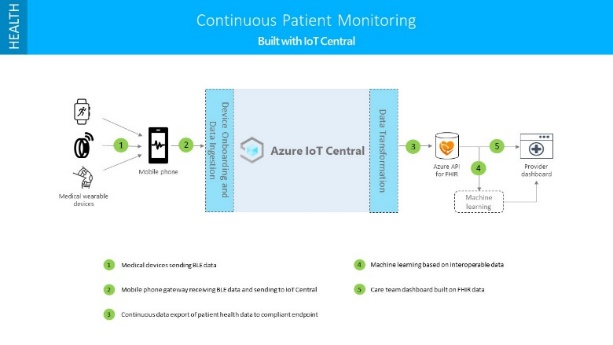 HEALTH
Continuous Patient Monitoring
Built with IoT Central
Medical wearable
devices
1
Mobile phone
2
Device Onboarding and
Data Ingestion
Azure IoT Central
Data Transformation
3
Azure API
for FHIR
5
4
Machine
learning
Provider
dashboard
1 Medical devices sending BLE data
2 Mobile phone gateway receiving BLE data and sending to IoT Central
3 Continuous data export of patient health data to compliant endpoint
4 Machine learning based on interoperable data
5 Care team dashboard built on FHIR data